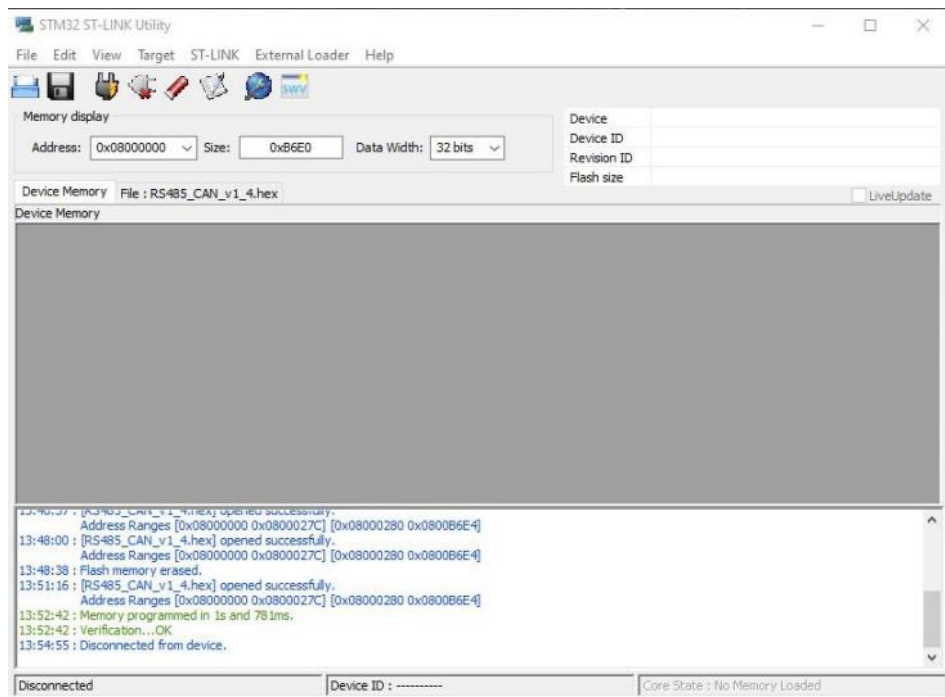 STM32 ST-LINK Utility
File Edit View Target ST-LINK External Loader Help
SWV
Memory display
Address: 0x08000000 Size: 0xB6E0 Data Width: 32 bits
Device
Device ID
Revision ID
Flash size
Device Memory File : RS485_CAN_v1_4.hex
LiveUpdate
Device Memory
[RS485_CAN_v1_4.hex] opened successfully.
Address Ranges [0x08000000 0x0800027C] [0x08000280 0x0800B6E4]
13:48:00 : [RS485_CAN_v1_4.hex] opened successfully.
Address Ranges [0x08000000 0x0800027C] [0x08000280 0x0800B6E4]
13:48:38 : Flash memory erased.
13:51:16 : [RS485_CAN_v1_4.hex] opened successfully.
Address Ranges [0x08000000 0x0800027C] [0x08000280 0x0800B6E4]
13:52:42 : Memory programmed in 1s and 781ms.
13:52:42 : Verification...OK
13:54:55 : Disconnected from device.
Disconnected
Device ID : ----------
Core State : No Memory Loaded